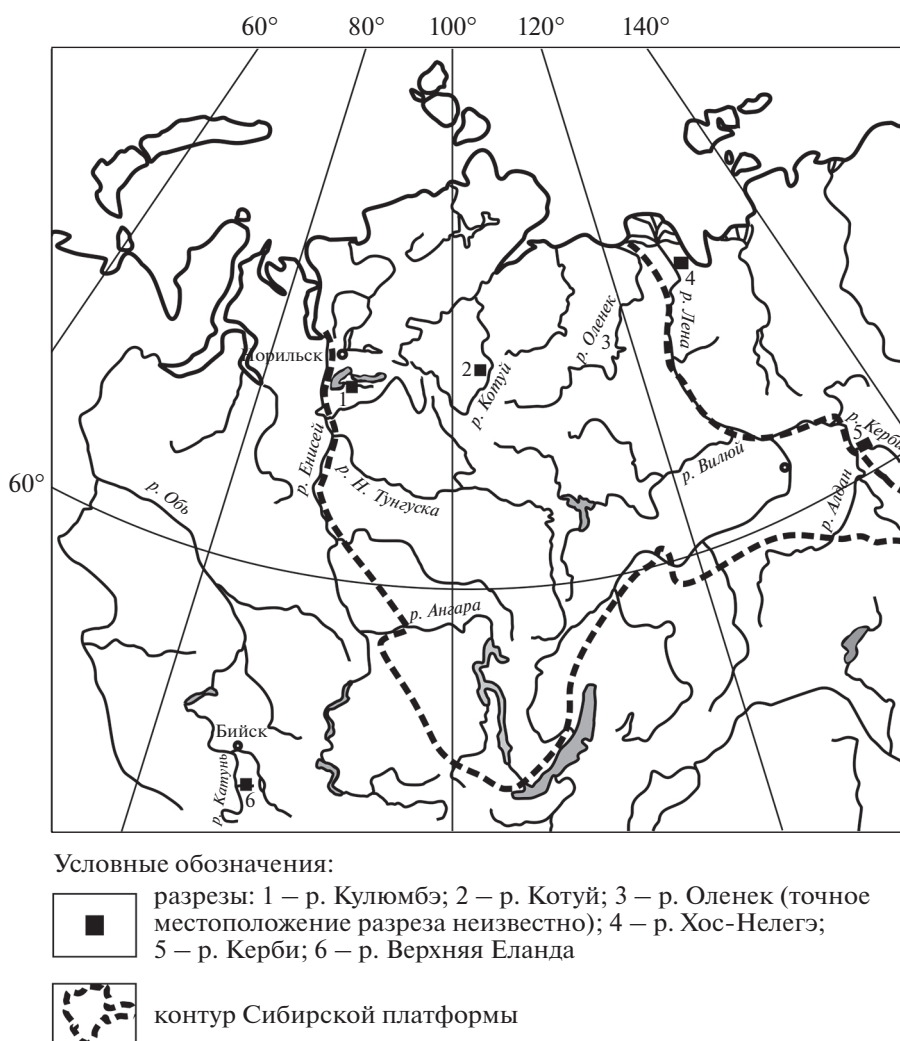 60° 80° 100° 120° 140°
4
р. Лена
р. Оленек
3
Норильск
2
р. Котуй
1
р. Енисей
р. Керби
5
р. Вилюй
р. Н. Тунгуска
60°
р. Обь
р. Алдан
р. Ангара
Бийск
р. Катунь
6
Условные обозначения:
разрезы: 1 – р. Кулюмбэ; 2 – р. Котуй; 3 – р. Оленек (точное
местоположение разреза неизвестно); 4 – р. Хос-Нелегэ;
5 – р. Керби; 6 – р. Верхняя Еланда
контур Сибирской платформы